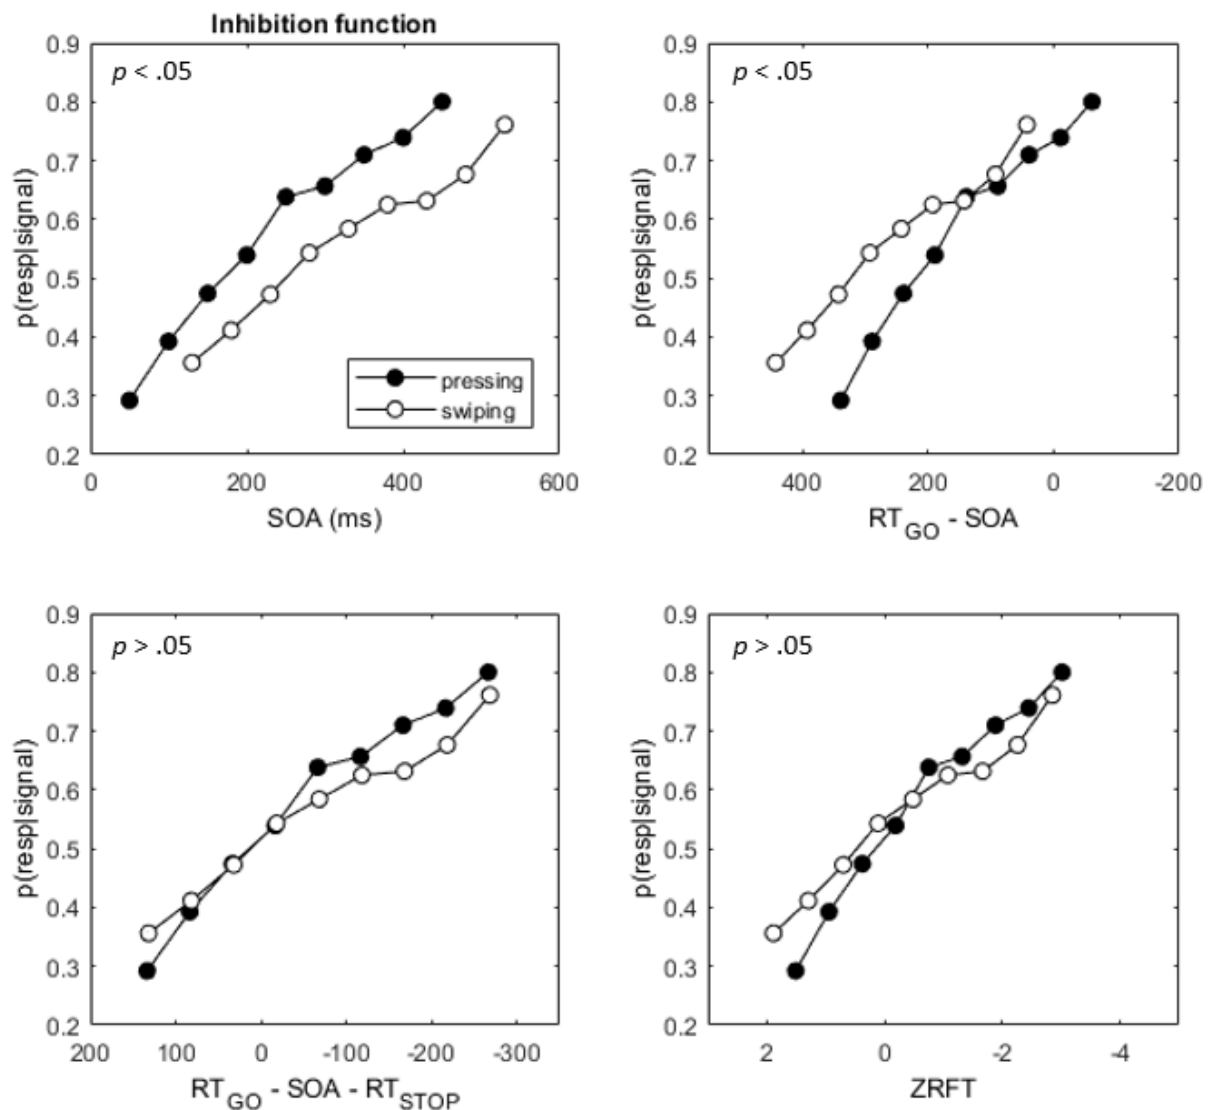 Inhibition function
p < .05
p(resp|signal)
0.9
0.8
0.7
0.6
0.5
0.4
0.3
0.2
pressing
swiping
0 200 400 600
SOA (ms)
p < .05
p(resp|signal)
0.9
0.8
0.7
0.6
0.5
0.4
0.3
0.2
400 200 0 -200
RT_GO - SOA
p > .05
p(resp|signal)
0.9
0.8
0.7
0.6
0.5
0.4
0.3
0.2
200 100 0 -100 -200 -300
RT_GO - SOA - RT_STOP
p > .05
p(resp|signal)
0.9
0.8
0.7
0.6
0.5
0.4
0.3
0.2
2 0 -2 -4
ZRFT